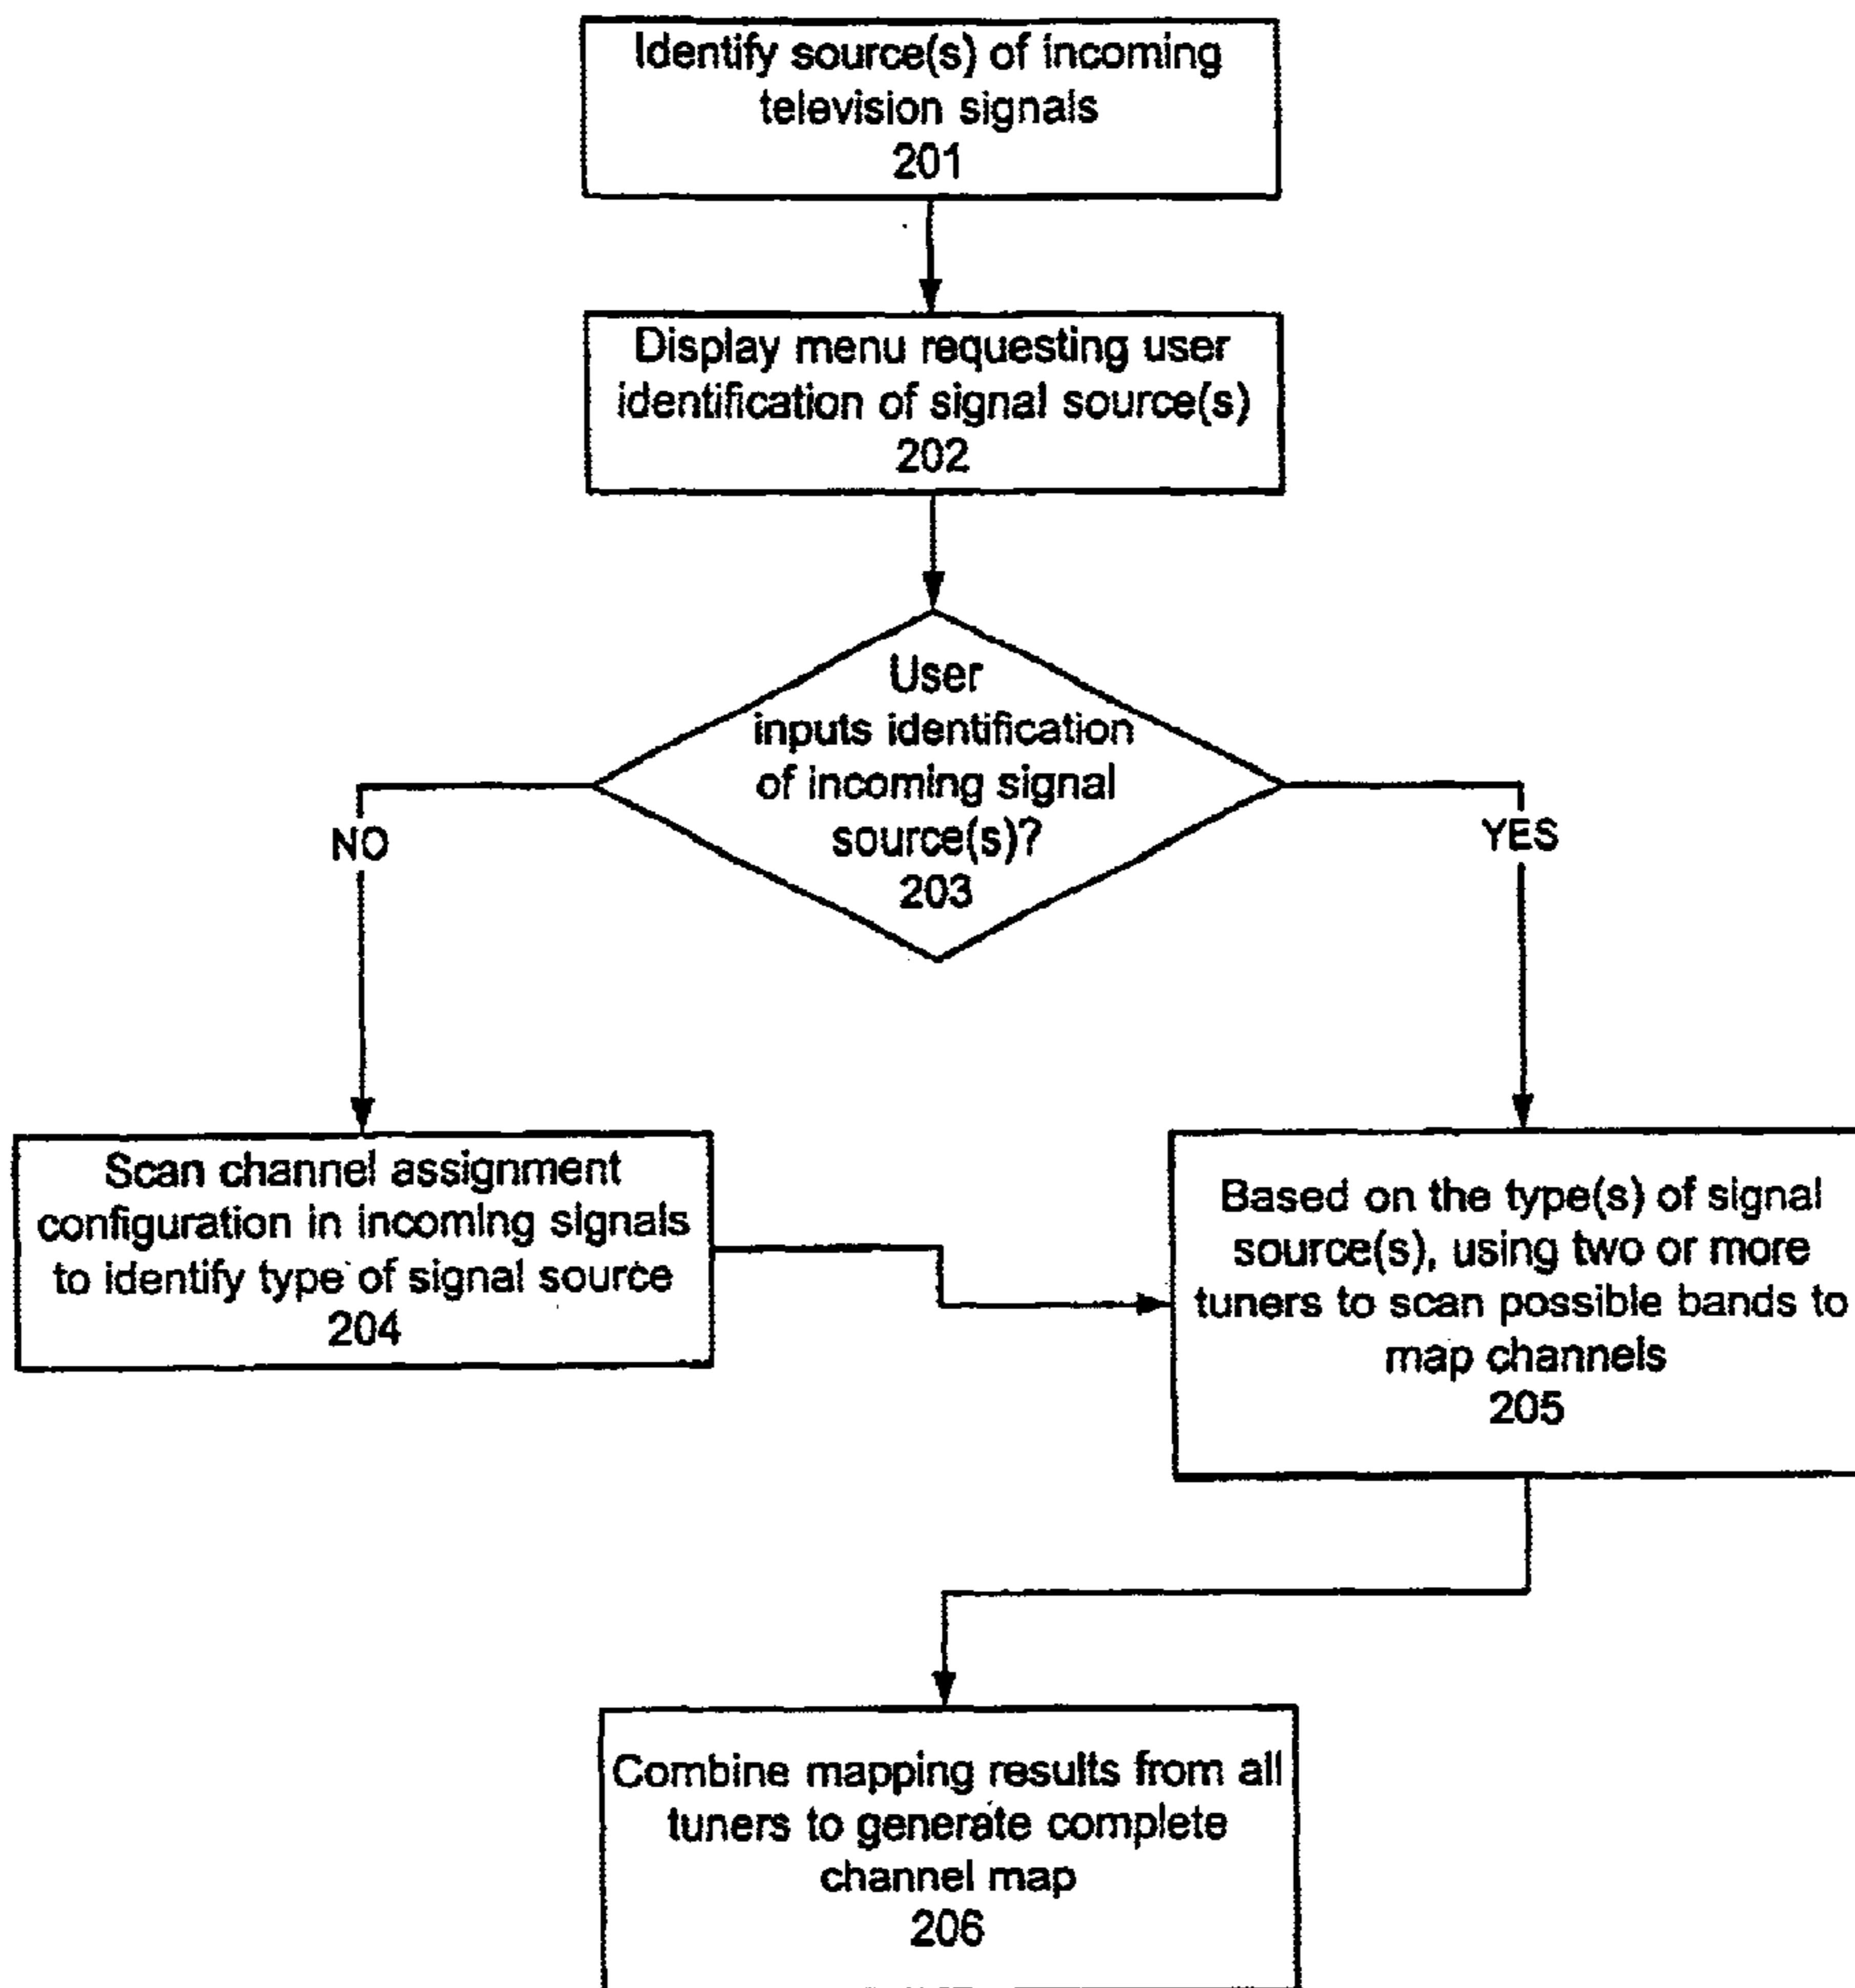 Identify source(s) of incoming
television signals
201
Display menu requesting user
identification of signal source(s)
202
User
inputs identification
of incoming signal
source(s)?
203
NO
YES
Scan channel assignment
configuration in incoming signals
to identify type of signal source
204
Based on the type(s) of signal
source(s), using two or more
tuners to scan possible bands to
map channels
205
Combine mapping results from all
tuners to generate complete
channel map
206